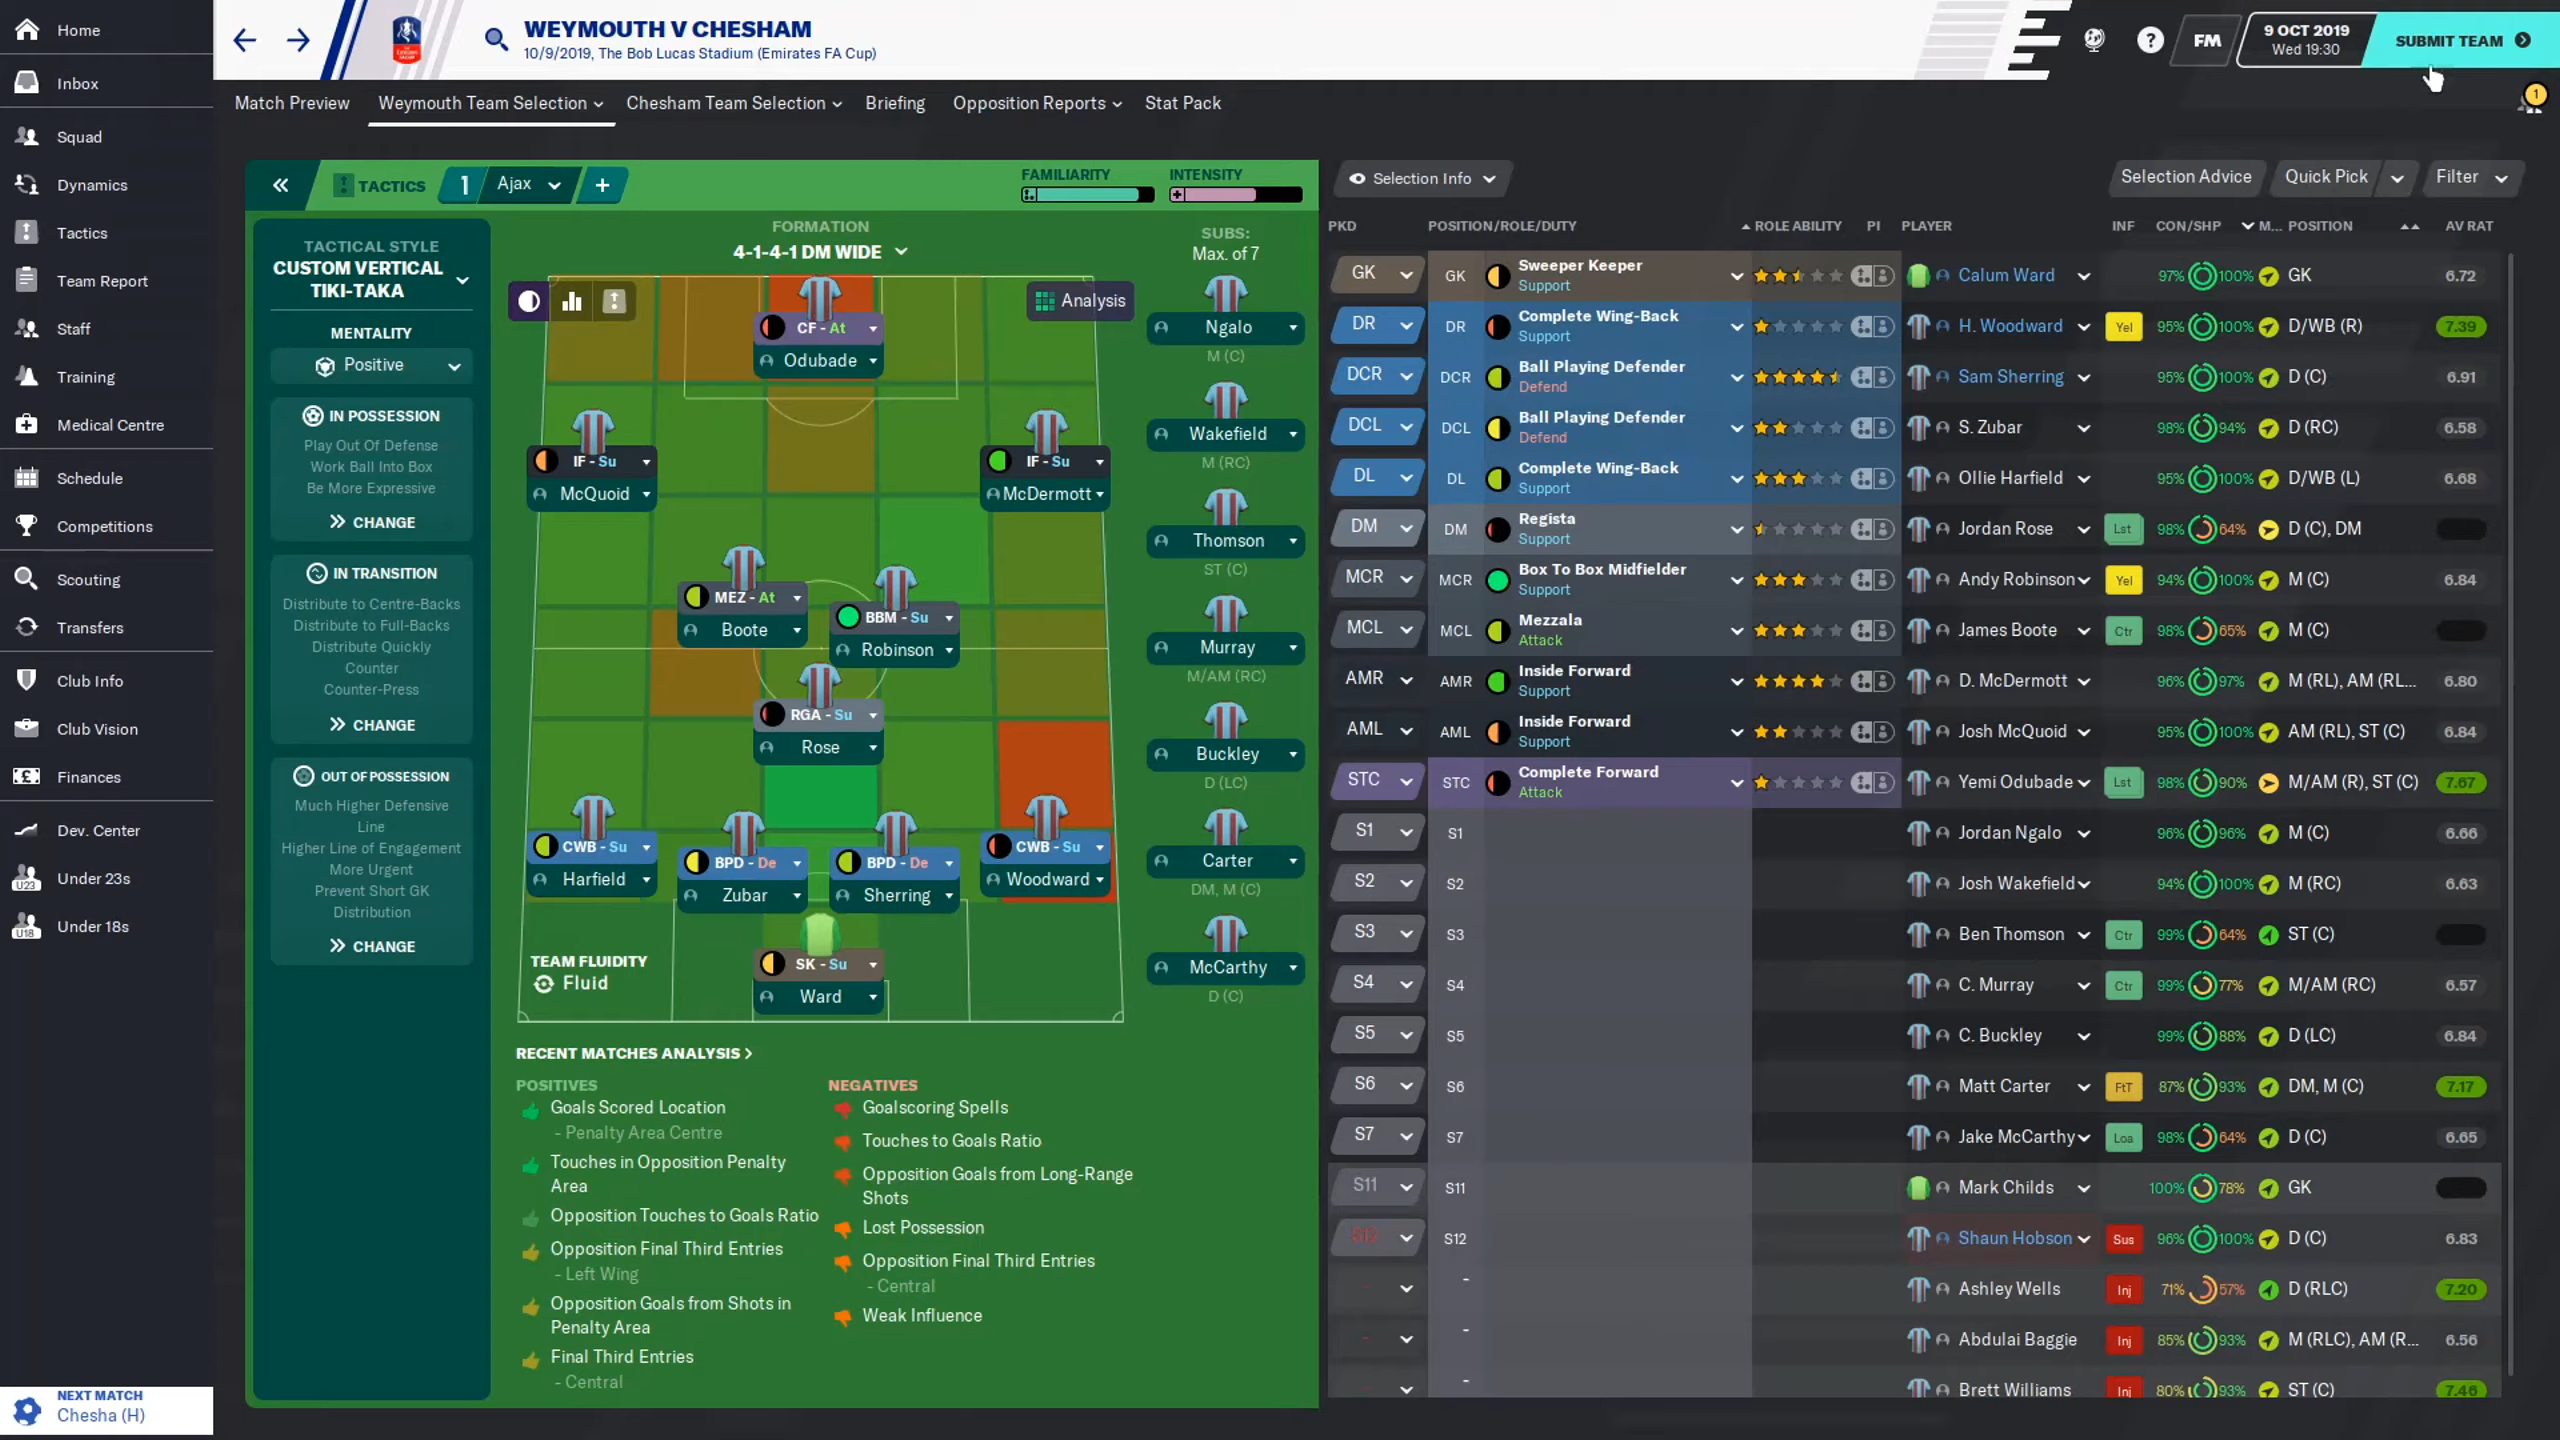 Home
Inbox
Squad
Dynamics
Tactics
Team Report
Staff
Training
Medical Centre
Schedule
Competitions
Scouting
Transfers
Club Info
Club Vision
Finances
Dev. Center
U23 Under 23s
U18 Under 18s
NEXT MATCH
Chesha (H)
WEYMOUTH V CHESHAM
10/9/2019, The Bob Lucas Stadium (Emirates FA Cup)
? FM
9 OCT 2019
Wed 19:30
SUBMIT TEAM
1
Match Preview Weymouth Team Selection Chesham Team Selection Briefing Opposition Reports Stat Pack
TACTICS 1 Ajax +
FAMILIARITY
INTENSITY
TACTICAL STYLE
CUSTOM VERTICAL
TIKI-TAKA
MENTALITY
Positive
IN POSSESSION
Play Out Of Defense
Work Ball Into Box
Be More Expressive
CHANGE
IN TRANSITION
Distribute to Centre-Backs
Distribute to Full-Backs
Distribute Quickly
Counter
Counter-Press
CHANGE
OUT OF POSSESSION
Much Higher Defensive
Line
Higher Line of Engagement
More Urgent
Prevent Short GK
Distribution
CHANGE
FORMATION
4-1-4-1 DM WIDE
Analysis
CF - At
Odubade
IF - Su
McQuoid
IF - Su
McDermott
MEZ - At
Boote
BBM - Su
Robinson
RGA - Su
Rose
CWB - Su
Harfield
BPD - De
Zubar
BPD - De
Sherring
CWB - Su
Woodward
SK - Su
Ward
TEAM FLUIDITY
Fluid
SUBS:
Max. of 7
Ngalo
M (C)
Wakefield
M (RC)
Thomson
ST (C)
Murray
M/AM (RC)
Buckley
D (LC)
Carter
DM, M (C)
McCarthy
D (C)
RECENT MATCHES ANALYSIS >
POSITIVES
Goals Scored Location
- Penalty Area Centre
Touches in Opposition Penalty
Area
Opposition Touches to Goals Ratio
Opposition Final Third Entries
- Left Wing
Opposition Goals from Shots in
Penalty Area
Final Third Entries
- Central
NEGATIVES
Goalscoring Spells
Touches to Goals Ratio
Opposition Goals from Long-Range
Shots
Lost Possession
Opposition Final Third Entries
- Central
Weak Influence
Selection Info
Selection Advice Quick Pick Filter
PKD POSITION/ROLE/DUTY ROLE ABILITY PI PLAYER INF CON/SHP M... POSITION AV RAT
GK GK Sweeper Keeper Support Calum Ward 97% 100% GK 6.72
DR DR Complete Wing-Back Support H. Woodward Yel 95% 100% D/WB (R) 7.39
DCR DCR Ball Playing Defender Defend Sam Sherring 95% 100% D (C) 6.91
DCL DCL Ball Playing Defender Defend S. Zubar 98% 94% D (RC) 6.58
DL DL Complete Wing-Back Support Ollie Harfield 95% 100% D/WB (L) 6.68
DM DM Regista Support Jordan Rose Lst 98% 64% D (C), DM
MCR MCR Box To Box Midfielder Support Andy Robinson Yel 94% 100% M (C) 6.84
MCL MCL Mezzala Attack James Boote Ctr 98% 65% M (C)
AMR AMR Inside Forward Support D. McDermott 96% 97% M (RL), AM (RL... 6.80
AML AML Inside Forward Support Josh McQuoid 95% 100% AM (RL), ST (C) 6.84
STC STC Complete Forward Attack Yemi Odubade Lst 98% 90% M/AM (R), ST (C) 7.67
S1 S1 Jordan Ngalo 96% 96% M (C) 6.66
S2 S2 Josh Wakefield 94% 100% M (RC) 6.63
S3 S3 Ben Thomson Ctr 99% 64% ST (C)
S4 S4 C. Murray Ctr 99% 77% M/AM (RC) 6.57
S5 S5 C. Buckley 99% 88% D (LC) 6.84
S6 S6 Matt Carter FtT 87% 93% DM, M (C) 7.17
S7 S7 Jake McCarthy Loa 98% 64% D (C) 6.65
S11 S11 Mark Childs 100% 78% GK
S12 S12 Shaun Hobson Sus 96% 100% D (C) 6.83
- - Ashley Wells Inj 71% 57% D (RLC) 7.20
- - Abdulai Baggie Inj 85% 93% M (RLC), AM (R... 6.56
- Brett Williams Inj 80% 93% ST (C) 7.46